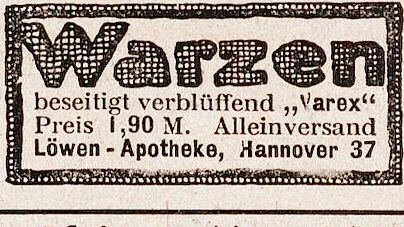 Warzen
beseitigt verblüffend „Varex“
Preis 1,90 M. Alleinversand
Löwen-Apotheke, Hannover 37